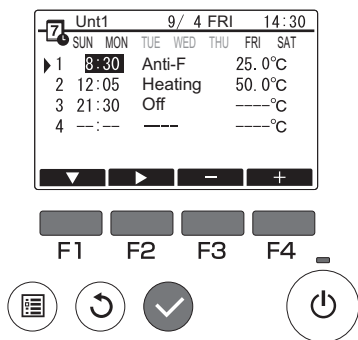 7 Unt1 9/ 4 FRI 14:30
SUN MON TUE WED THU FRI SAT
1 8:30 Anti-F 25.0°C
2 12:05 Heating 50.0°C
3 21:30 Off ----°C
4 --:-- ---- ----°C
F1 F2 F3 F4